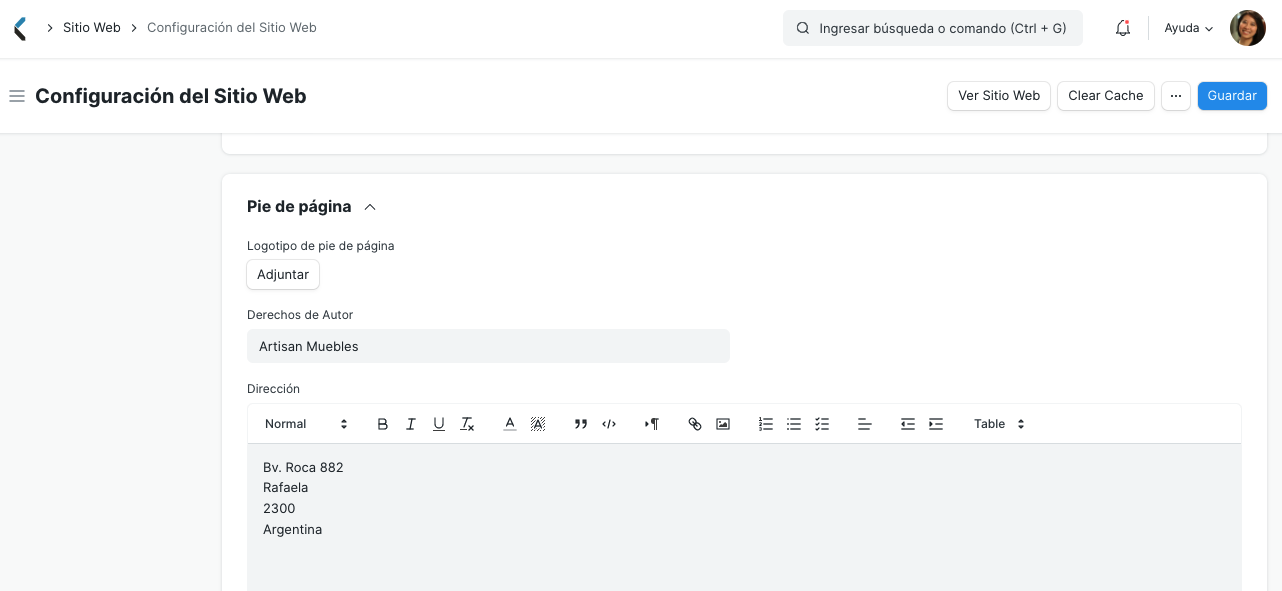 Sitio Web
Configuración del Sitio Web
Ingresar búsqueda o comando (Ctrl + G)
Ayuda
Configuración del Sitio Web
Ver Sitio Web
Clear Cache
Guardar
Pie de página
Logotipo de pie de página
Adjuntar
Derechos de Autor
Artisan Muebles
Dirección
Normal
Table
Bv. Roca 882
Rafaela
2300
Argentina